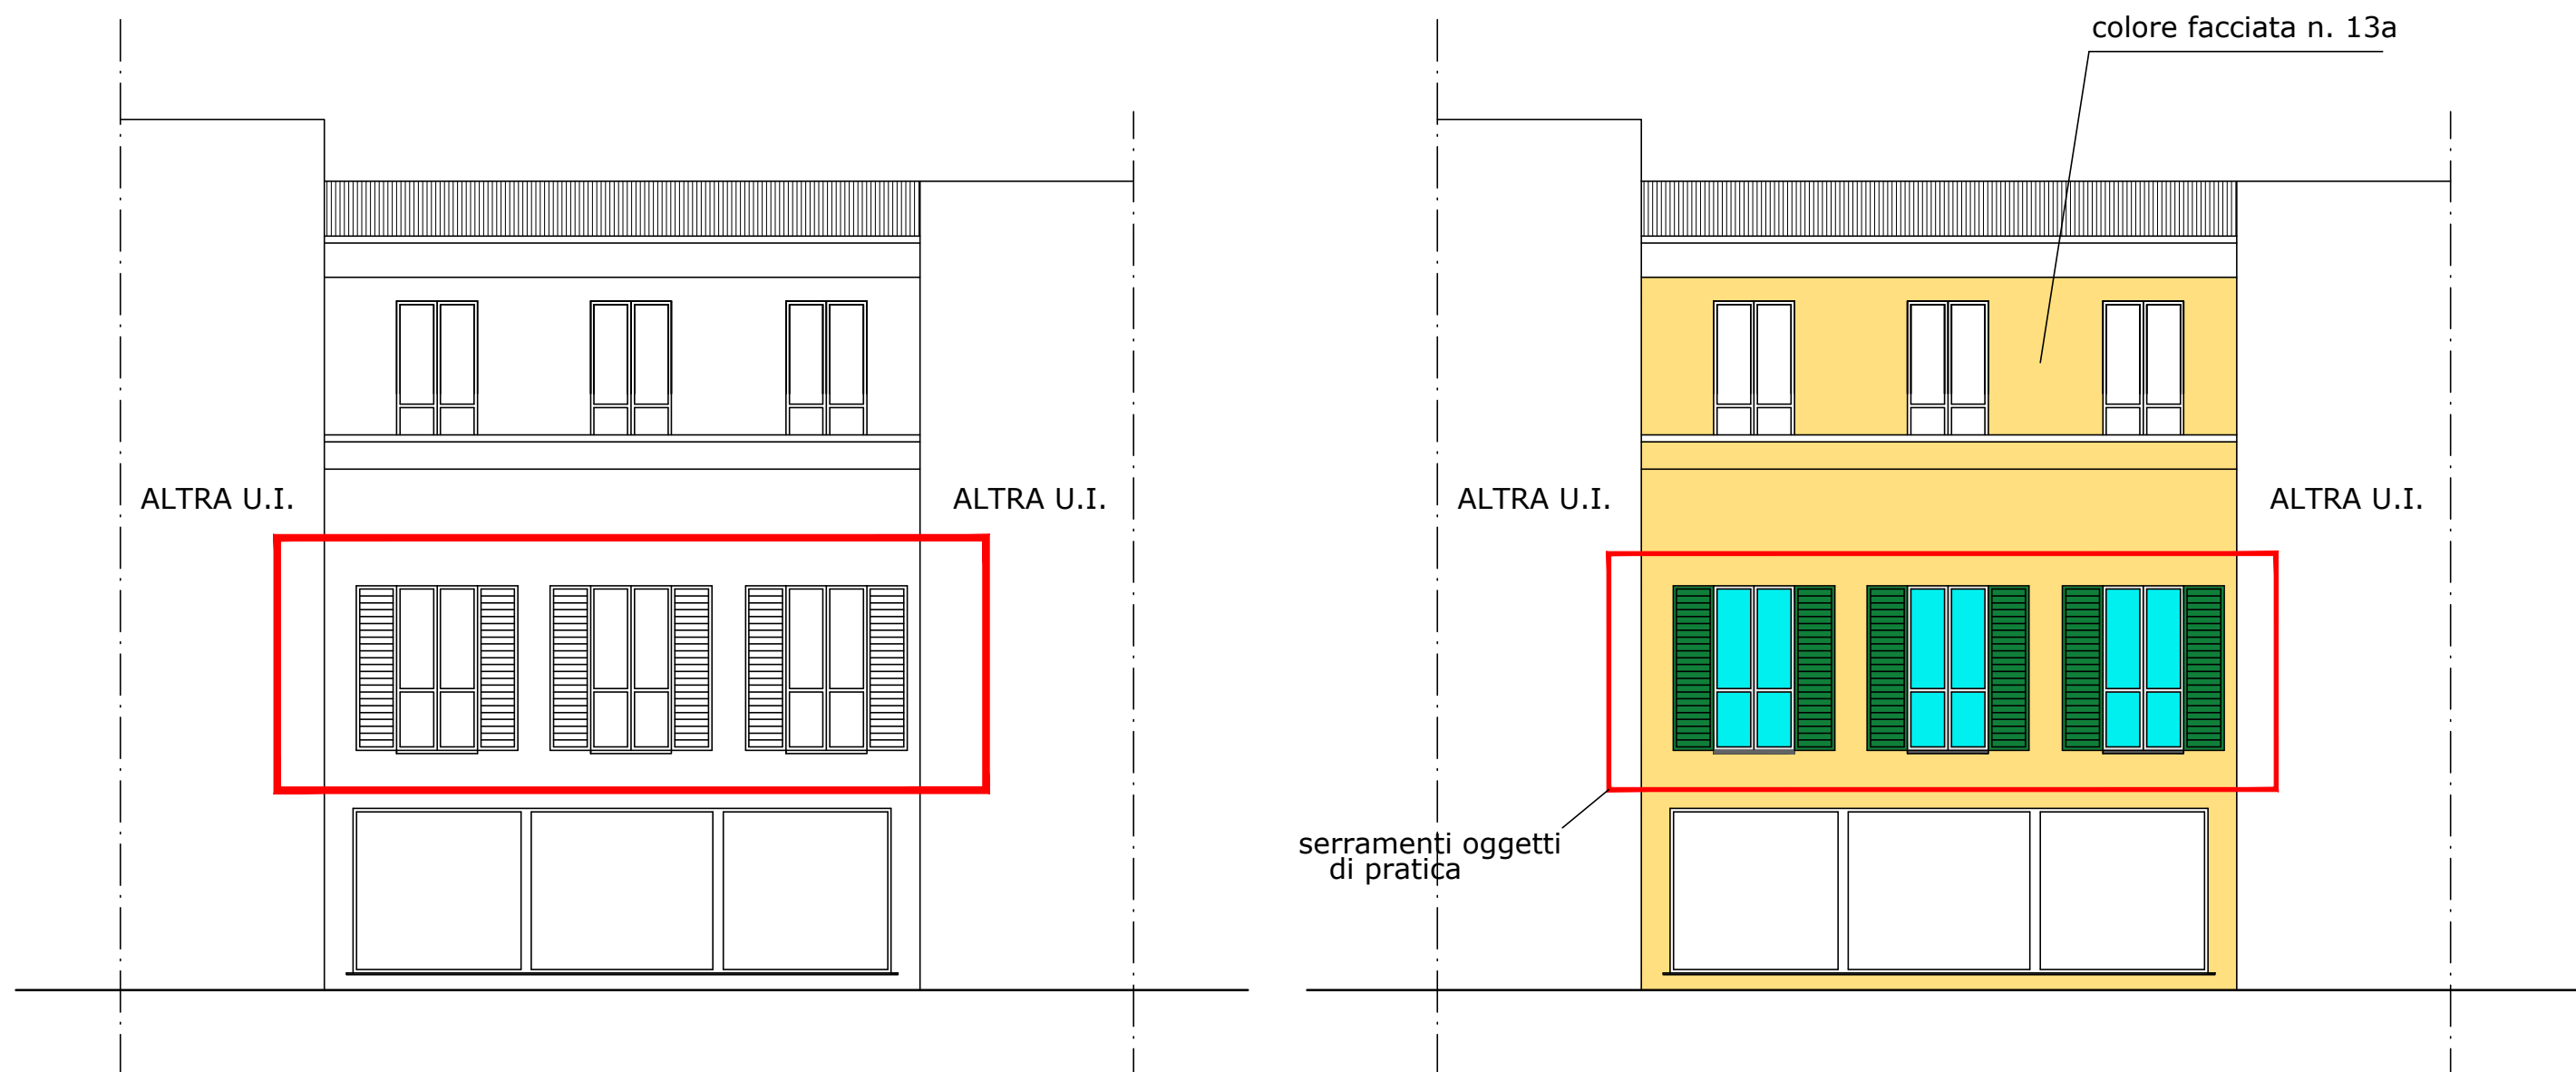 colore facciata n. 13a
ALTRA U.I.
ALTRA U.I.
ALTRA U.I.
ALTRA U.I.
serramenti oggetti
di pratica